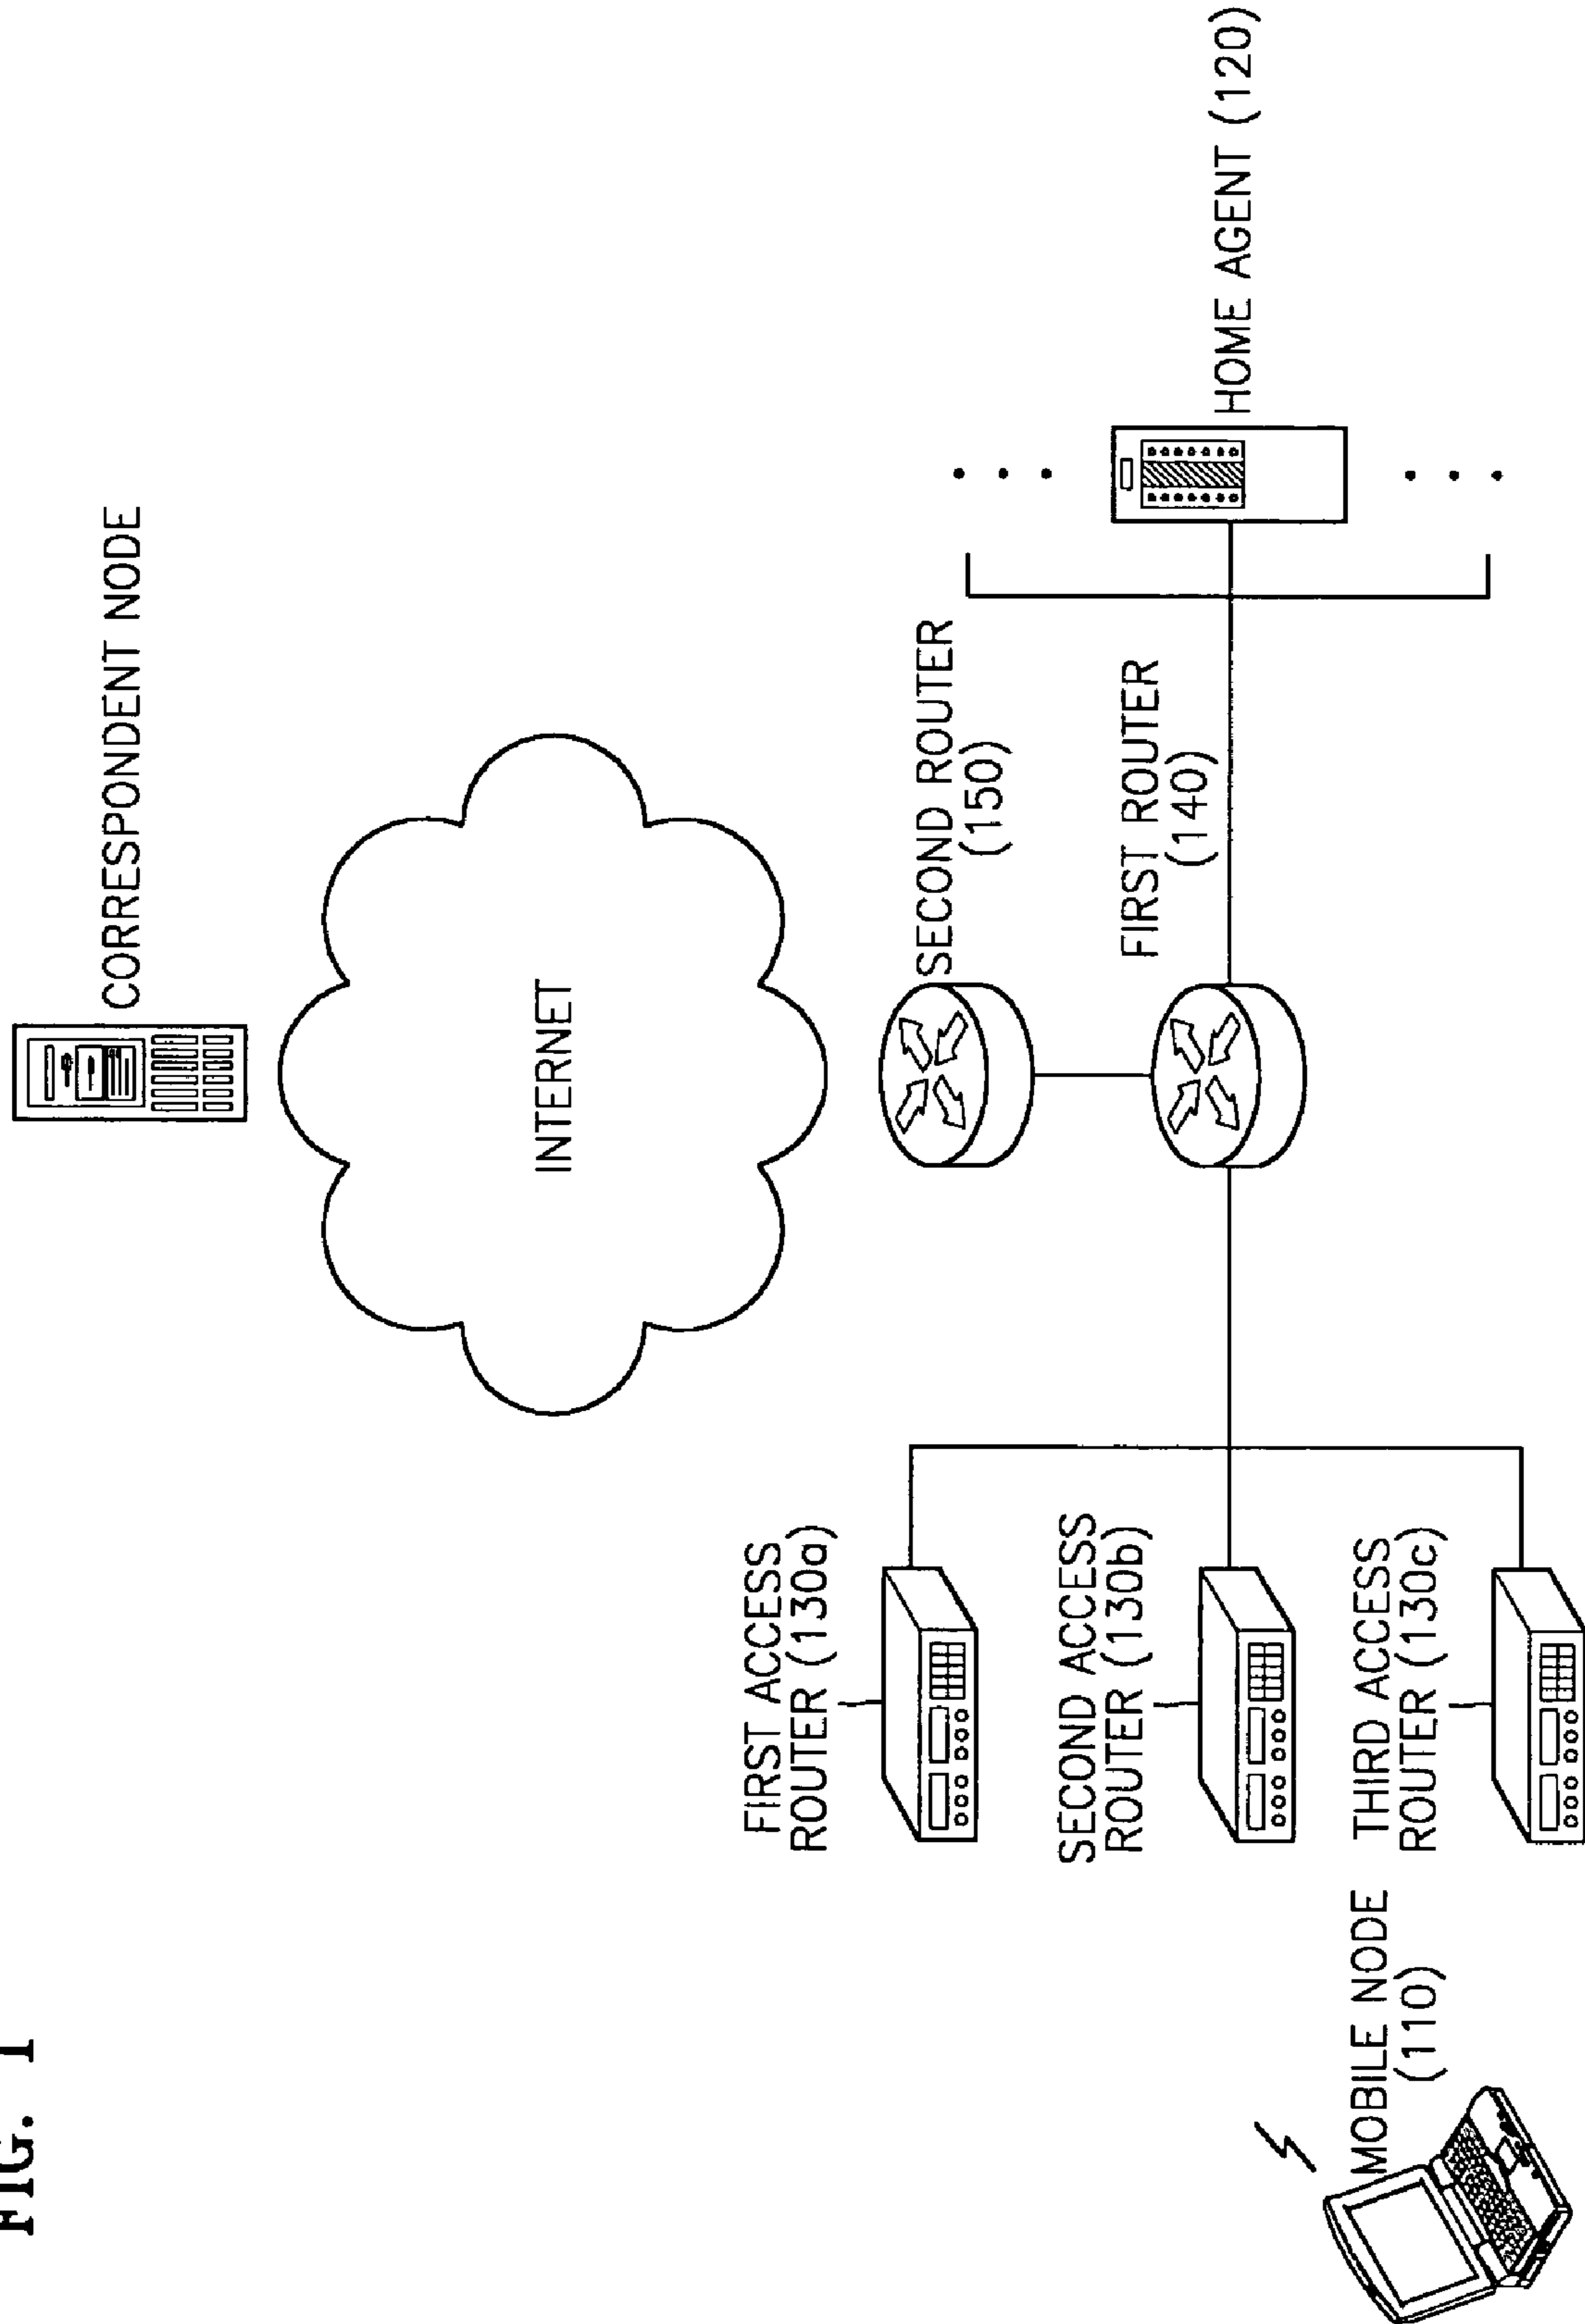 FIG. 1
CORRESPONDENT NODE
INTERNET
SECOND ROUTER
(150)
FIRST ROUTER
(140)
HOME AGENT (120)
FIRST ACCESS
ROUTER (130a)
SECOND ACCESS
ROUTER (130b)
THIRD ACCESS
ROUTER (130c)
MOBILE NODE
(110)